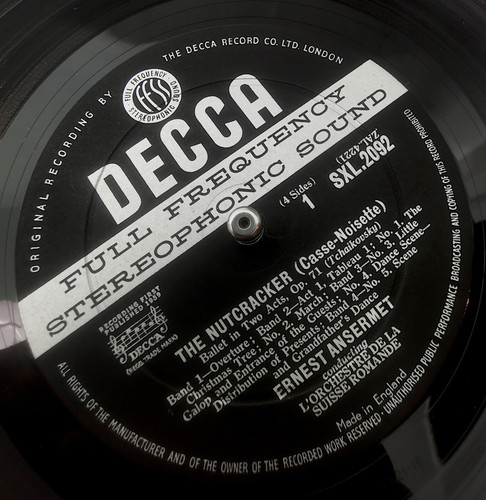 ORIGINAL RECORDING BY
THE DECCA RECORD CO. LTD LONDON
FULL FREQUENCY
FFSS
STEREOPHONIC SOUND
DECCA
FULL FREQUENCY
STEREOPHONIC SOUND
ZAL.4221
SXL.2092
(4 Sides)
1
RECORDING FIRST
PUBLISHED 1959
DECCA
REGD. TRADE MARK
THE NUTCRACKER (Casse-Noisette)
Ballet in Two Acts, Op. 71 (Tchaikovsky)
Band 1—Overture; Band 2—Act 1, Tableau 1: No. 1, The
Christmas Tree; No. 2, March; Band 3—No. 3, Little
Galop and Entrance of the Guests; No. 4, Dance Scene—
Distribution of Presents; Band 4—No. 5, Scene
and Grandfather's Dance
ERNEST ANSERMET
conducting
L'ORCHESTRE DE LA
SUISSE ROMANDE
Made in England
ALL RIGHTS OF THE MANUFACTURER AND OF THE OWNER OF THE RECORDED WORK RESERVED · UNAUTHORISED PUBLIC PERFORMANCE BROADCASTING AND COPYING OF THIS RECORD PROHIBITED